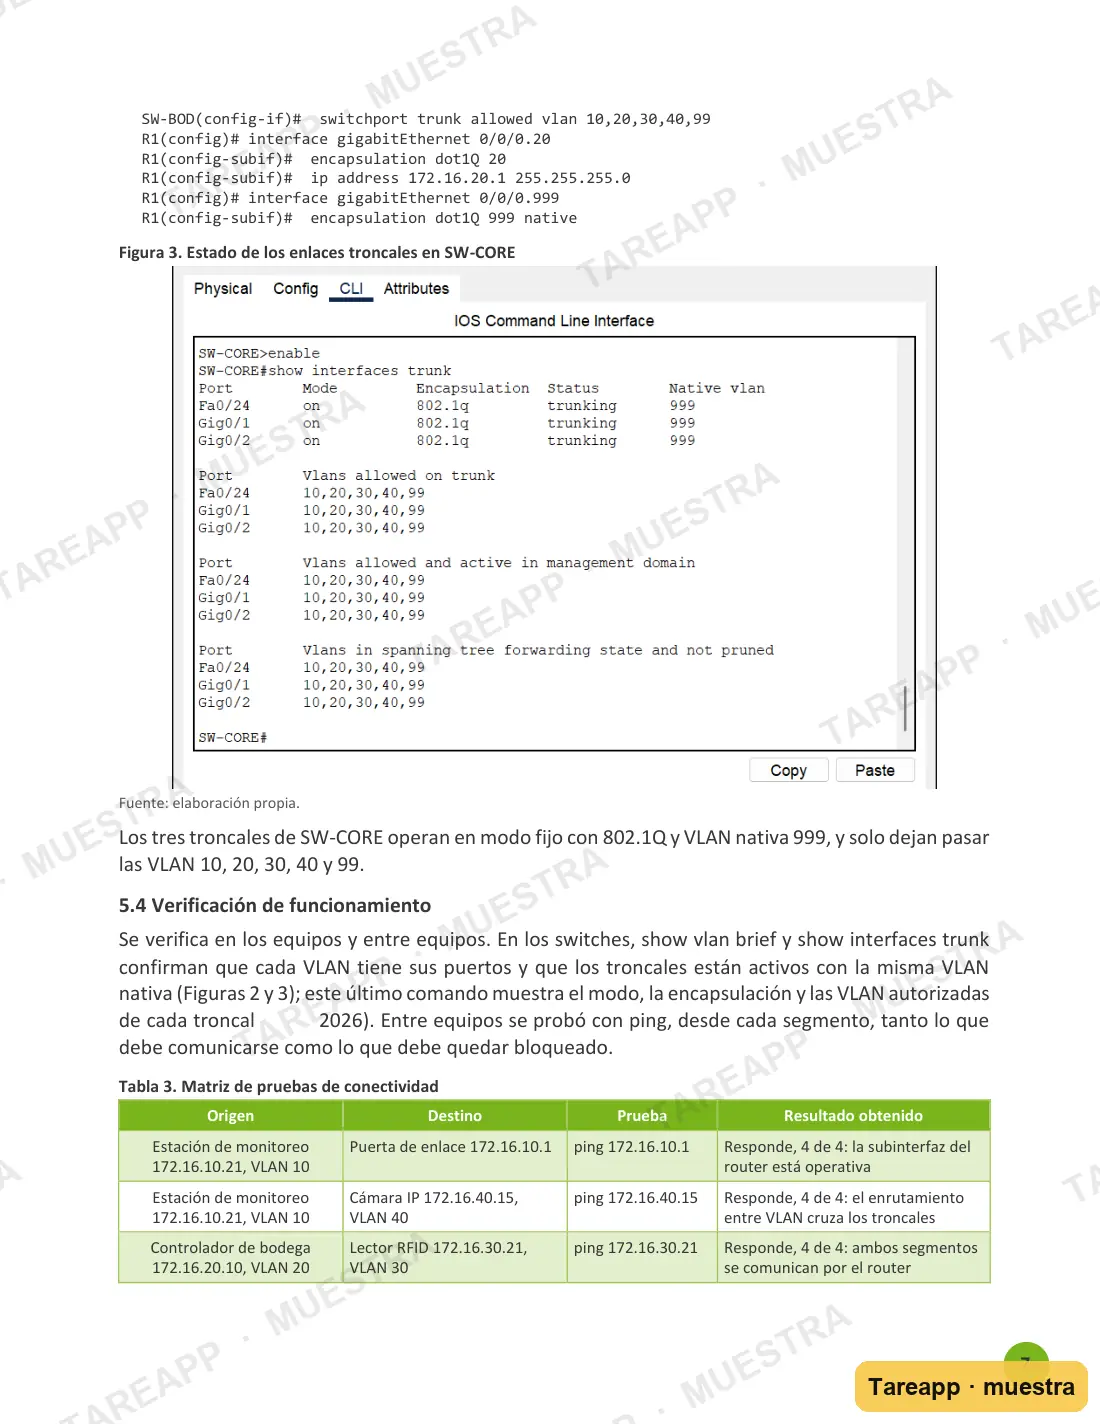 SW-BOD(config-if)#  switchport trunk allowed vlan 10,20,30,40,99
R1(config)# interface gigabitEthernet 0/0/0.20
R1(config-subif)#  encapsulation dot1Q 20
R1(config-subif)#  ip address 172.16.20.1 255.255.255.0
R1(config)# interface gigabitEthernet 0/0/0.999
R1(config-subif)#  encapsulation dot1Q 999 native
Figura 3. Estado de los enlaces troncales en SW-CORE
Physical Config CLI Attributes
IOS Command Line Interface
SW-CORE>enable
SW-CORE#show interfaces trunk
Port Mode Encapsulation Status Native vlan
Fa0/24 on 802.1q trunking 999
Gig0/1 on 802.1q trunking 999
Gig0/2 on 802.1q trunking 999
Port Vlans allowed on trunk
Fa0/24 10,20,30,40,99
Gig0/1 10,20,30,40,99
Gig0/2 10,20,30,40,99
Port Vlans allowed and active in management domain
Fa0/24 10,20,30,40,99
Gig0/1 10,20,30,40,99
Gig0/2 10,20,30,40,99
Port Vlans in spanning tree forwarding state and not pruned
Fa0/24 10,20,30,40,99
Gig0/1 10,20,30,40,99
Gig0/2 10,20,30,40,99
SW-CORE#
Copy Paste
Fuente: elaboración propia.
Los tres troncales de SW-CORE operan en modo fijo con 802.1Q y VLAN nativa 999, y solo dejan pasar
las VLAN 10, 20, 30, 40 y 99.
5.4 Verificación de funcionamiento
Se verifica en los equipos y entre equipos. En los switches, show vlan brief y show interfaces trunk
confirman que cada VLAN tiene sus puertos y que los troncales están activos con la misma VLAN
nativa (Figuras 2 y 3); este último comando muestra el modo, la encapsulación y las VLAN autorizadas
de cada troncal 2026). Entre equipos se probó con ping, desde cada segmento, tanto lo que
debe comunicarse como lo que debe quedar bloqueado.
Tabla 3. Matriz de pruebas de conectividad
Origen Destino Prueba Resultado obtenido
Estación de monitoreo Puerta de enlace 172.16.10.1 ping 172.16.10.1 Responde, 4 de 4: la subinterfaz del
172.16.10.21, VLAN 10 router está operativa
Estación de monitoreo Cámara IP 172.16.40.15, ping 172.16.40.15 Responde, 4 de 4: el enrutamiento
172.16.10.21, VLAN 10 VLAN 40 entre VLAN cruza los troncales
Controlador de bodega Lector RFID 172.16.30.21, ping 172.16.30.21 Responde, 4 de 4: ambos segmentos
172.16.20.10, VLAN 20 VLAN 30 se comunican por el router
Tareapp · muestra
TAREAPP · MUESTRA